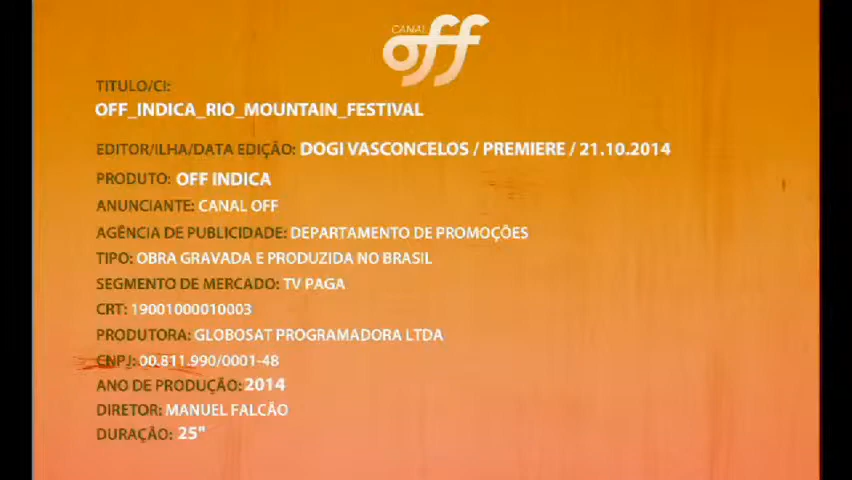 CANAL
off
TITULO/CI:
OFF_INDICA_RIO_MOUNTAIN_FESTIVAL
EDITOR/ILHA/DATA EDIÇÃO: DOGI VASCONCELOS / PREMIERE / 21.10.2014
PRODUTO: OFF INDICA
ANUNCIANTE: CANAL OFF
AGÊNCIA DE PUBLICIDADE: DEPARTAMENTO DE PROMOÇÕES
TIPO: OBRA GRAVADA E PRODUZIDA NO BRASIL
SEGMENTO DE MERCADO: TV PAGA
CRT: 19001000010003
PRODUTORA: GLOBOSAT PROGRAMADORA LTDA
CNPJ: 00.811.990/0001-48
ANO DE PRODUÇÃO: 2014
DIRETOR: MANUEL FALCÃO
DURAÇÃO: 25"